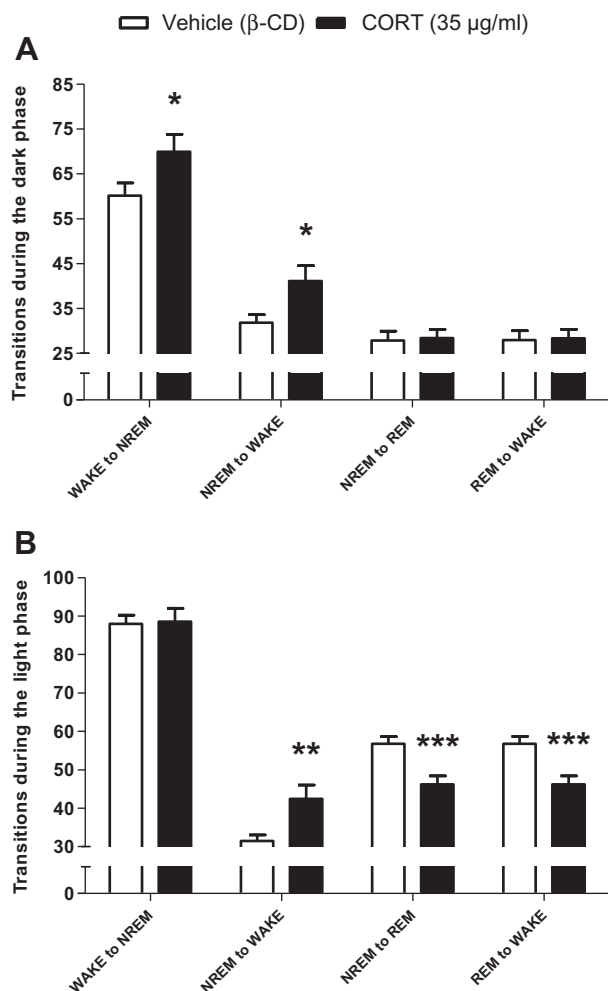 Vehicle (β-CD) CORT (35 µg/ml)
A
Transitions during the dark phase
85
75
65
55
45
35
25
0
*
*
WAKE to NREM
NREM to WAKE
NREM to REM
REM to WAKE
B
Transitions during the light phase
100
90
80
70
60
50
40
30
0
**
***
***
WAKE to NREM
NREM to WAKE
NREM to REM
REM to WAKE